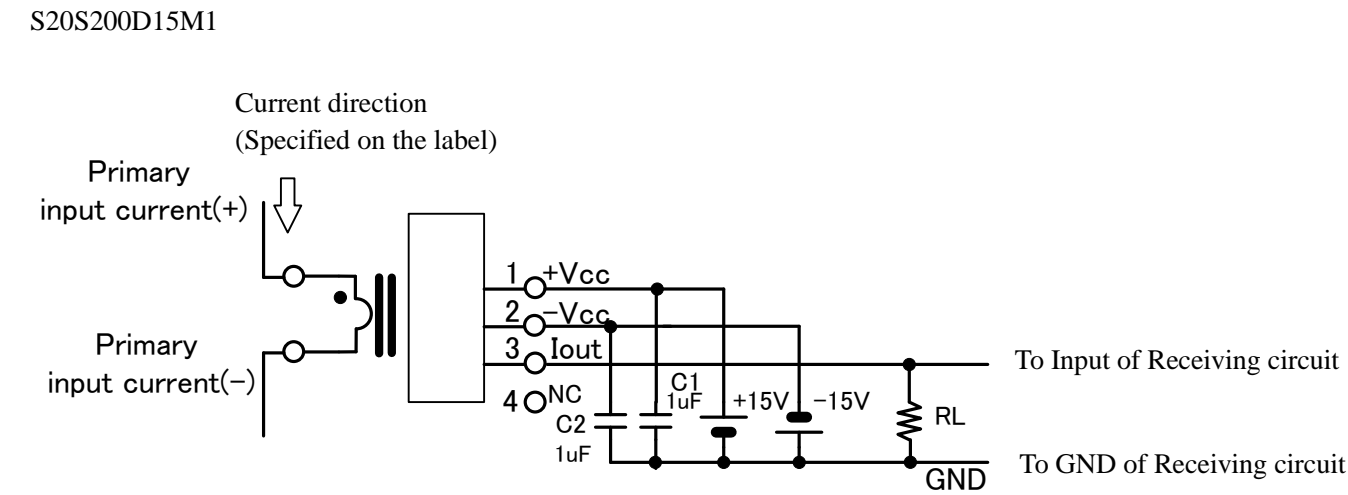 S20S200D15M1
Current direction
(Specified on the label)
Primary
input current(+)
1 +Vcc
2 -Vcc
3 Iout
4 NC
Primary
input current(-)
C1
1uF
C2
1uF
+15V
-15V
RL
GND
To Input of Receiving circuit
To GND of Receiving circuit